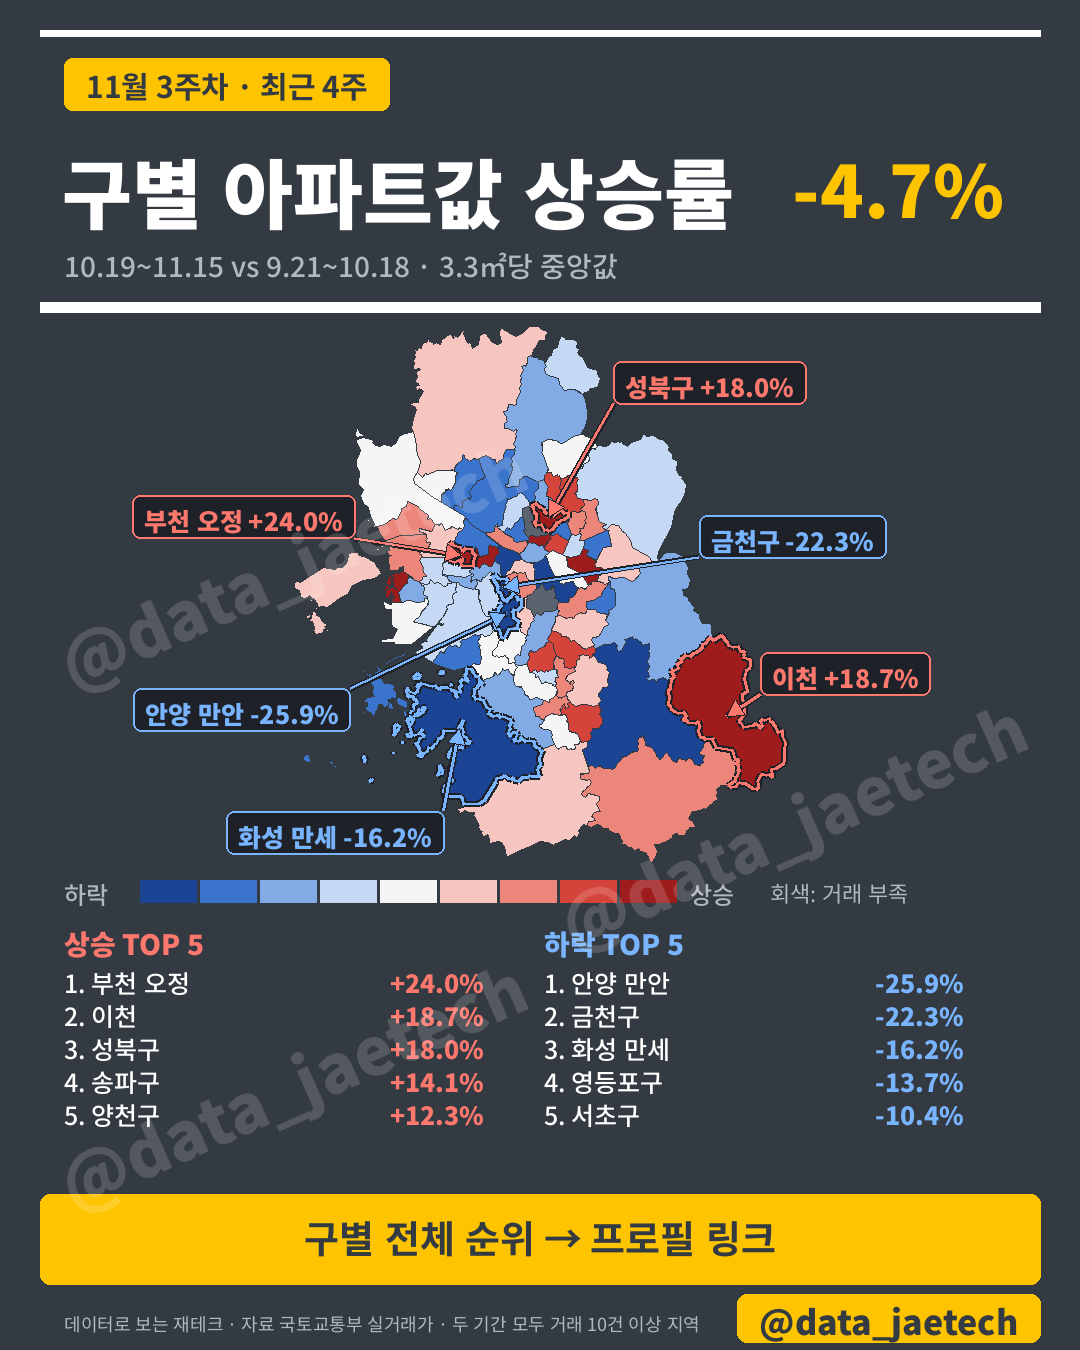 11월 3주차 · 최근 4주
구별 아파트값 상승률 -4.7%
10.19~11.15 vs 9.21~10.18 · 3.3㎡당 중앙값
성북구 +18.0%
부천 오정 +24.0%
금천구 -22.3%
이천 +18.7%
안양 만안 -25.9%
화성 만세 -16.2%
@data_jaetech
@data_jaetech
@data_jaetech
하락 상승 회색: 거래 부족
상승 TOP 5 하락 TOP 5
1. 부천 오정 +24.0% 1. 안양 만안 -25.9%
2. 이천 +18.7% 2. 금천구 -22.3%
3. 성북구 +18.0% 3. 화성 만세 -16.2%
4. 송파구 +14.1% 4. 영등포구 -13.7%
5. 양천구 +12.3% 5. 서초구 -10.4%
구별 전체 순위 → 프로필 링크
데이터로 보는 재테크 · 자료 국토교통부 실거래가 · 두 기간 모두 거래 10건 이상 지역
@data_jaetech